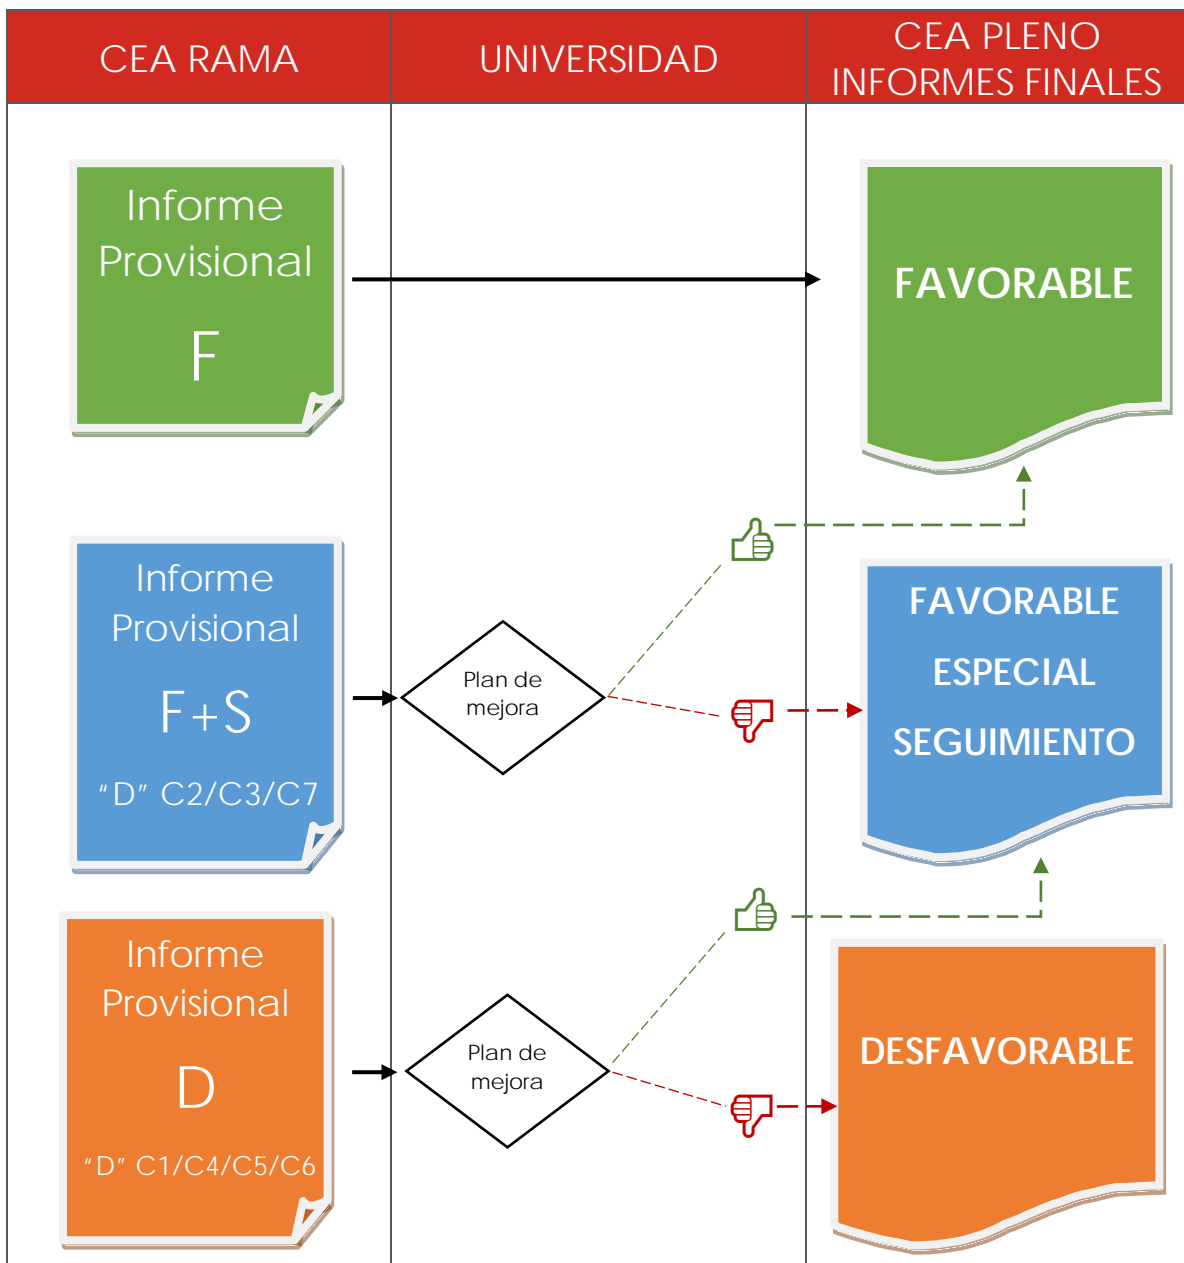 CEA RAMA
UNIVERSIDAD
CEA PLENO
INFORMES FINALES
Informe
Provisional
F
FAVORABLE
Informe
Provisional
F+S
“D” C2/C3/C7
Plan de
mejora
FAVORABLE
ESPECIAL
SEGUIMIENTO
Informe
Provisional
D
“D” C1/C4/C5/C6
Plan de
mejora
DESFAVORABLE